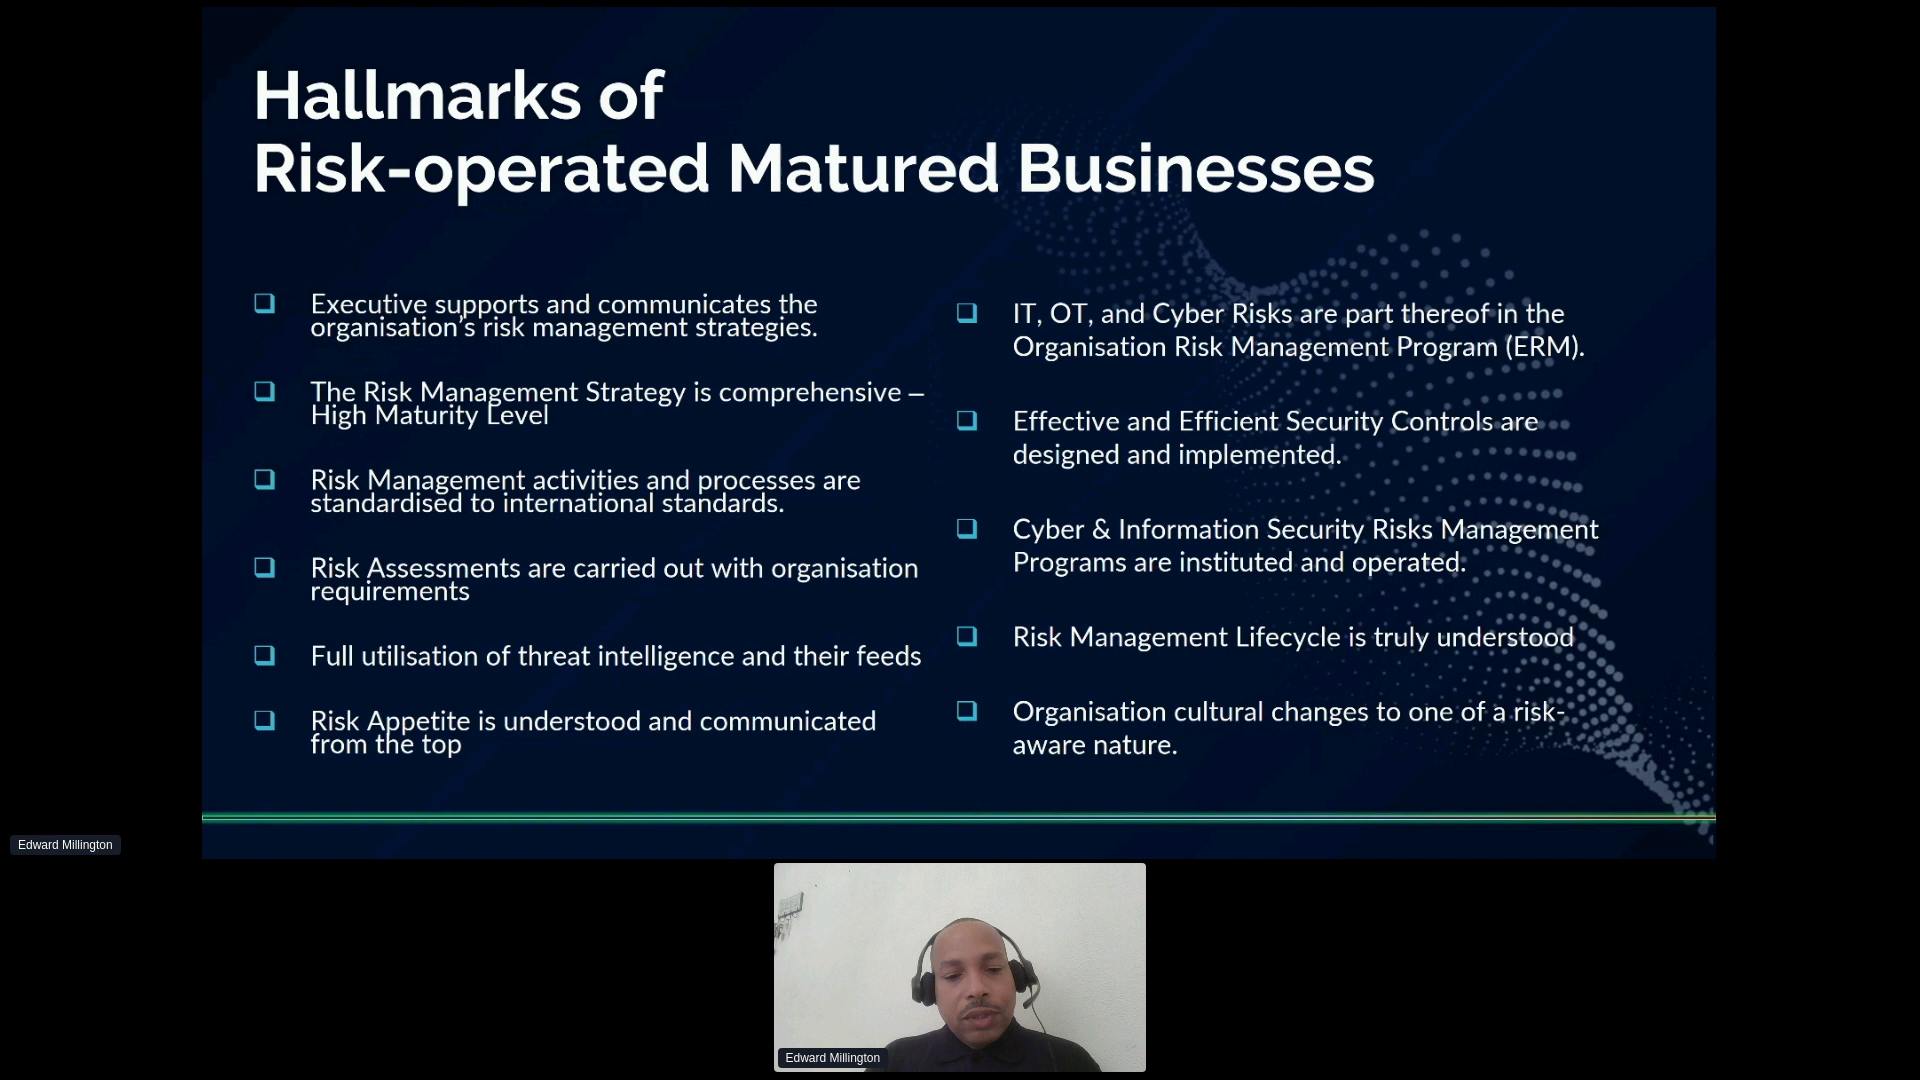 Hallmarks of
Risk-operated Matured Businesses
Executive supports and communicates the
organisation’s risk management strategies.
The Risk Management Strategy is comprehensive –
High Maturity Level
Risk Management activities and processes are
standardised to international standards.
Risk Assessments are carried out with organisation
requirements
Full utilisation of threat intelligence and their feeds
Risk Appetite is understood and communicated
from the top
IT, OT, and Cyber Risks are part thereof in the
Organisation Risk Management Program (ERM).
Effective and Efficient Security Controls are
designed and implemented.
Cyber & Information Security Risks Management
Programs are instituted and operated.
Risk Management Lifecycle is truly understood
Organisation cultural changes to one of a risk-
aware nature.
Edward Millington
Edward Millington